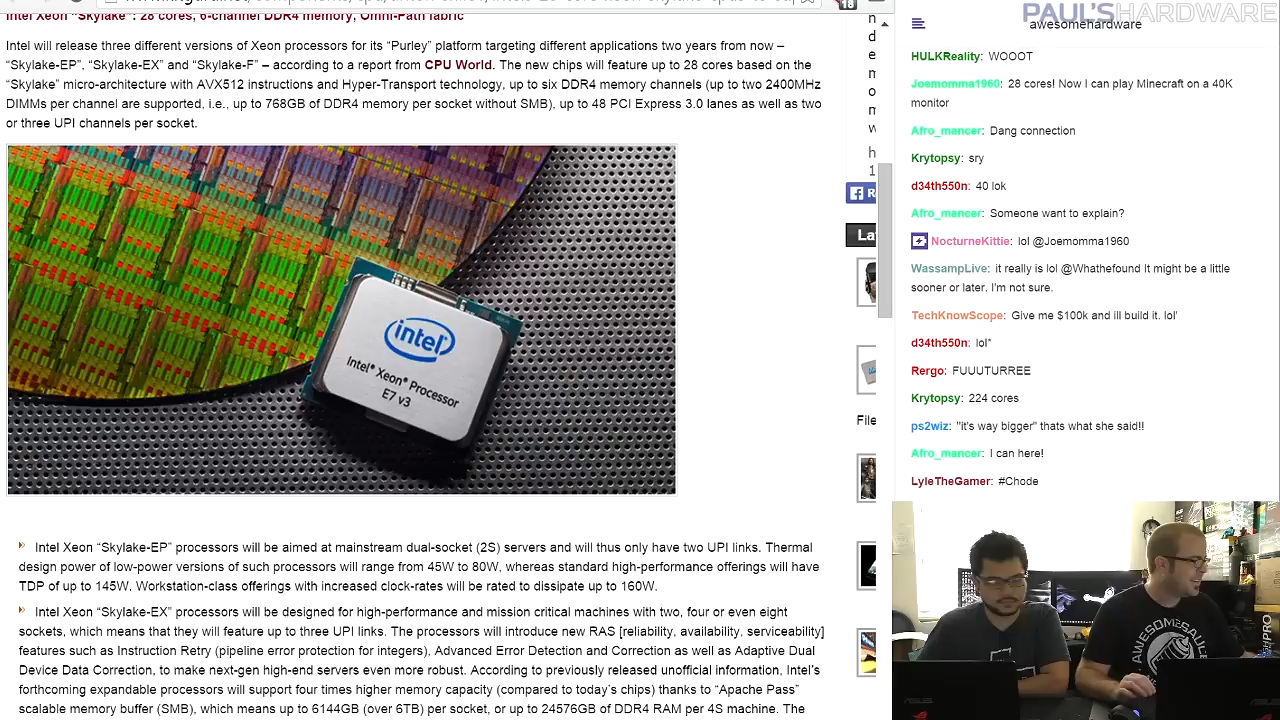 18
Intel Xeon “Skylake”: 28 cores, 6-channel DDR4 memory, Omni-Path fabric
Intel will release three different versions of Xeon processors for its “Purley” platform targeting different applications two years from now –
“Skylake-EP”, “Skylake-EX” and “Skylake-F” – according to a report from CPU World. The new chips will feature up to 28 cores based on the
“Skylake” micro-architecture with AVX512 instructions and Hyper-Transport technology, up to six DDR4 memory channels (up to two 2400MHz
DIMMs per channel are supported, i.e., up to 768GB of DDR4 memory per socket without SMB), up to 48 PCI Express 3.0 lanes as well as two
or three UPI channels per socket.
intel
Intel® Xeon® Processor
E7 v3
Intel Xeon “Skylake-EP” processors will be aimed at mainstream dual-socket (2S) servers and will thus only have two UPI links. Thermal
design power of low-power versions of such processors will range from 45W to 80W, whereas standard high-performance offerings will have
TDP of up to 145W. Workstation-class offerings with increased clock-rates will be rated to dissipate up to 160W.
Intel Xeon “Skylake-EX” processors will be designed for high-performance and mission critical machines with two, four or even eight
sockets, which means that they will feature up to three UPI links. The processors will introduce new RAS [reliability, availability, serviceability]
features such as Instruction Retry (pipeline error protection for integers), Advanced Error Detection and Correction as well as Adaptive Dual
Device Data Correction, to make next-gen high-end servers even more robust. According to previously released unofficial information, Intel’s
forthcoming expandable processors will support four times higher memory capacity (compared to today’s chips) thanks to “Apache Pass”
scalable memory buffer (SMB), which means up to 6144GB (over 6TB) per socket, or up to 24576GB of DDR4 RAM per 4S machine. The
n
d
e
m
o
m
w
h
1
R
La
File
PAUL'SHARDWARE
awesomehardware
HULKReality: WOOOT
Joemomma1960: 28 cores! Now I can play MInecraft on a 40K
monitor
Afro_mancer: Dang connection
Krytopsy: sry
d34th550n: 40 lok
Afro_mancer: Someone want to explain?
NocturneKittie: lol @Joemomma1960
WassampLive: it really is lol @Whathefound It might be a little
sooner or later. I'm not sure.
TechKnowScope: Give me $100k and ill build it. lol'
d34th550n: lol*
Rergo: FUUUTURREE
Krytopsy: 224 cores
ps2wiz: "it's way bigger" thats what she said!!
Afro_mancer: I can here!
LyleTheGamer: #Chode
AWESOMESAUCE